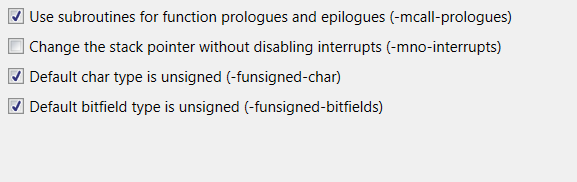 Use subroutines for function prologues and epilogues (-mcall-prologues)
Change the stack pointer without disabling interrupts (-mno-interrupts)
Default char type is unsigned (-funsigned-char)
Default bitfield type is unsigned (-funsigned-bitfields)